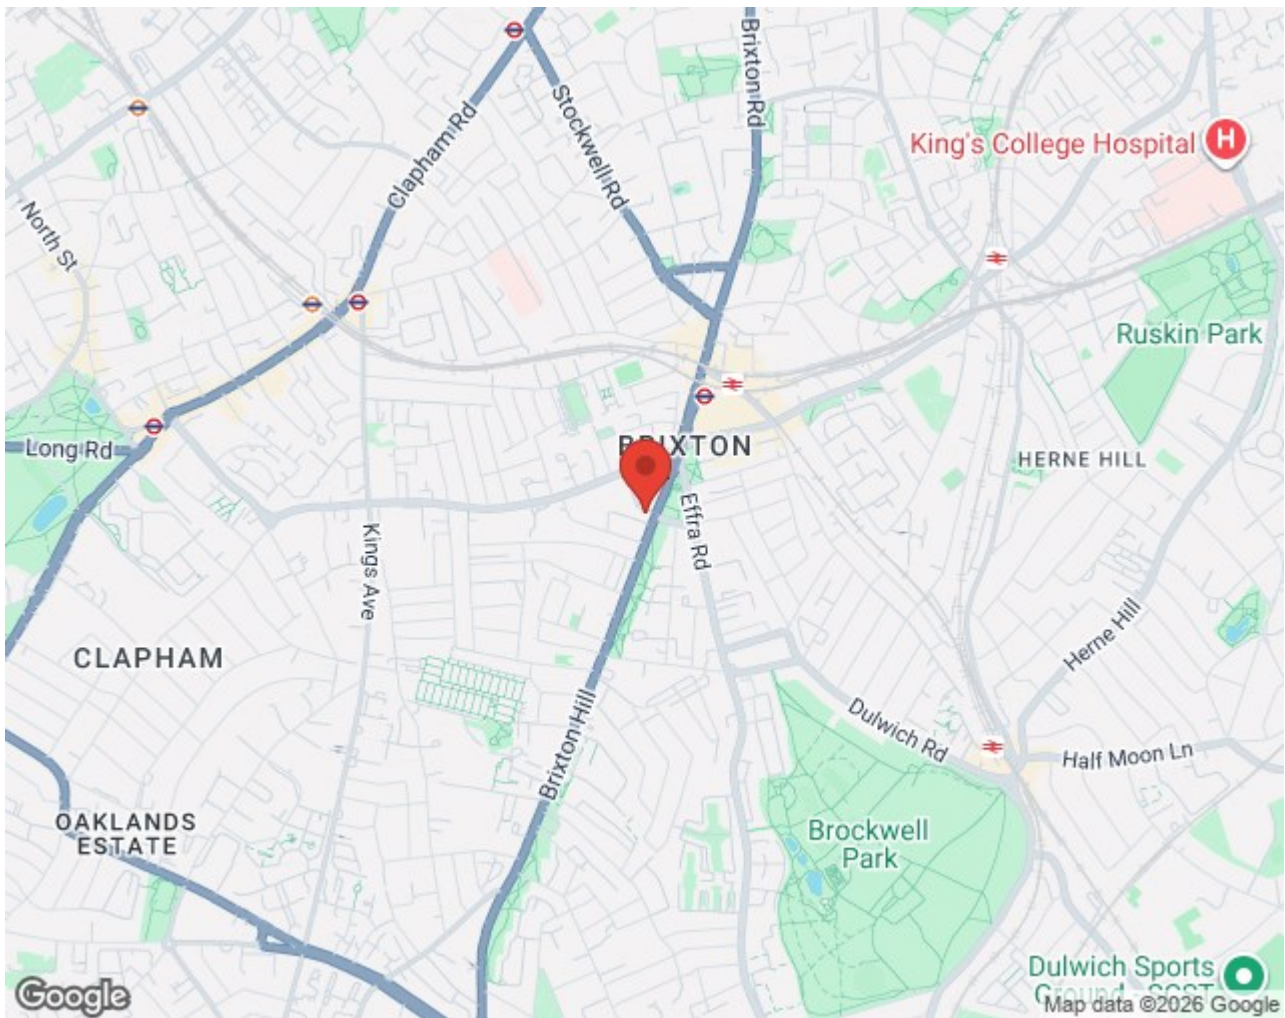 Brixton Rd
Stockwell Rd
Clapham Rd
King's College Hospital
H
North St
Ruskin Park
Long Rd
BRIXTON
HERNE HILL
Effra Rd
Kings Ave
Herne Hill
CLAPHAM
Brixton Hill
Dulwich Rd
Half Moon Ln
OAKLANDS
ESTATE
Brockwell
Park
Dulwich Sports
Google
Map data ©2026 Google